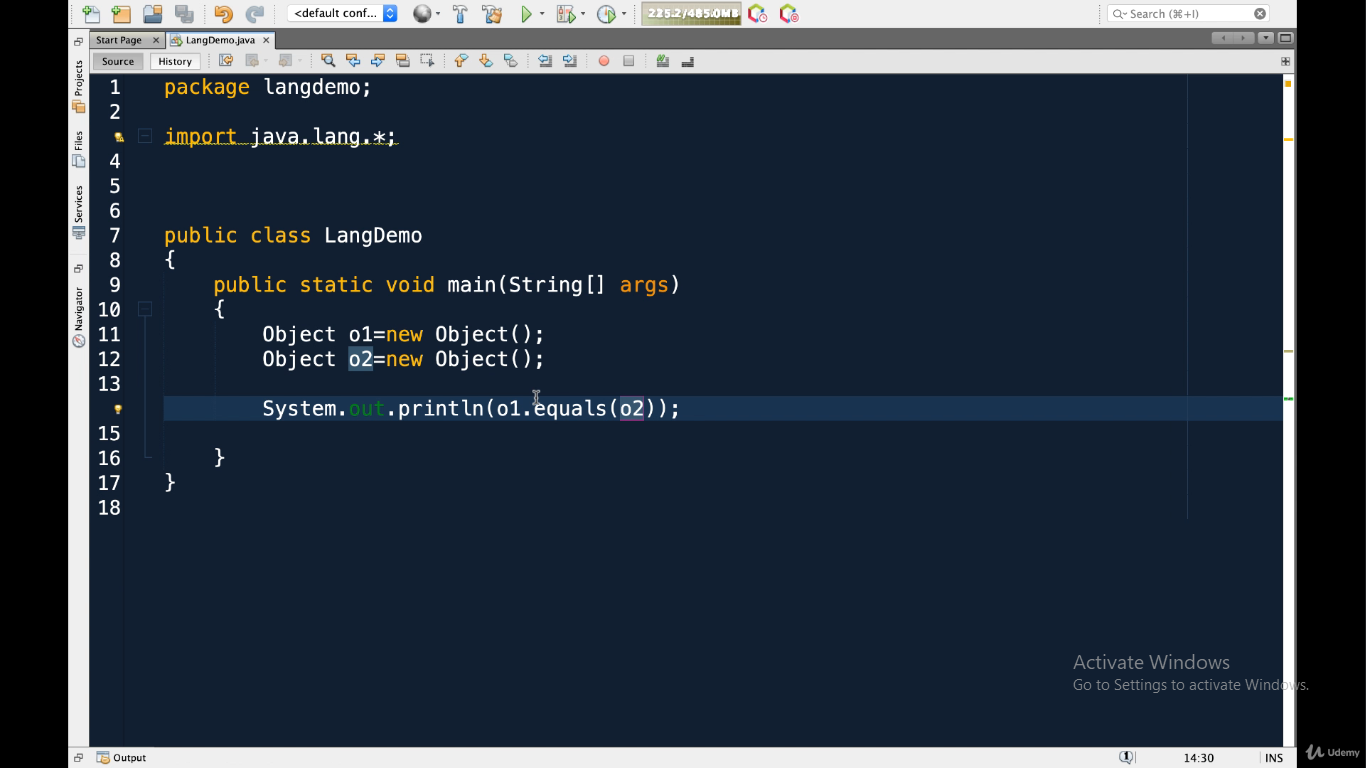 <default conf...
225.2/485.0MB
Search (⌘+I)
Start Page
LangDemo.java
Source
History
Projects
Files
Services
Navigator
1 package langdemo;
2
import java.lang.*;
4
5
6
7 public class LangDemo
8 {
9 public static void main(String[] args)
10 {
11 Object o1=new Object();
12 Object o2=new Object();
13
System.out.println(o1.equals(o2));
15
16 }
17 }
18
Activate Windows
Go to Settings to activate Windows.
Output
1
14:30
INS
Udemy